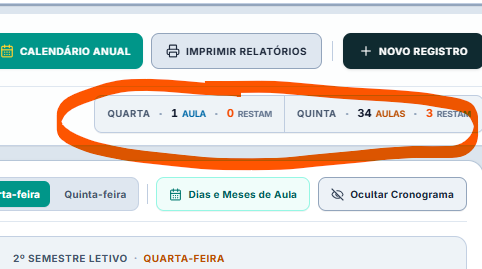 CALENDÁRIO ANUAL IMPRIMIR RELATÓRIOS NOVO REGISTRO
QUARTA · 1 AULA · 0 RESTAM QUINTA · 34 AULAS · 3 RESTAM
rta-feira Quinta-feira Dias e Meses de Aula Ocultar Cronograma
2º SEMESTRE LETIVO · QUARTA-FEIRA